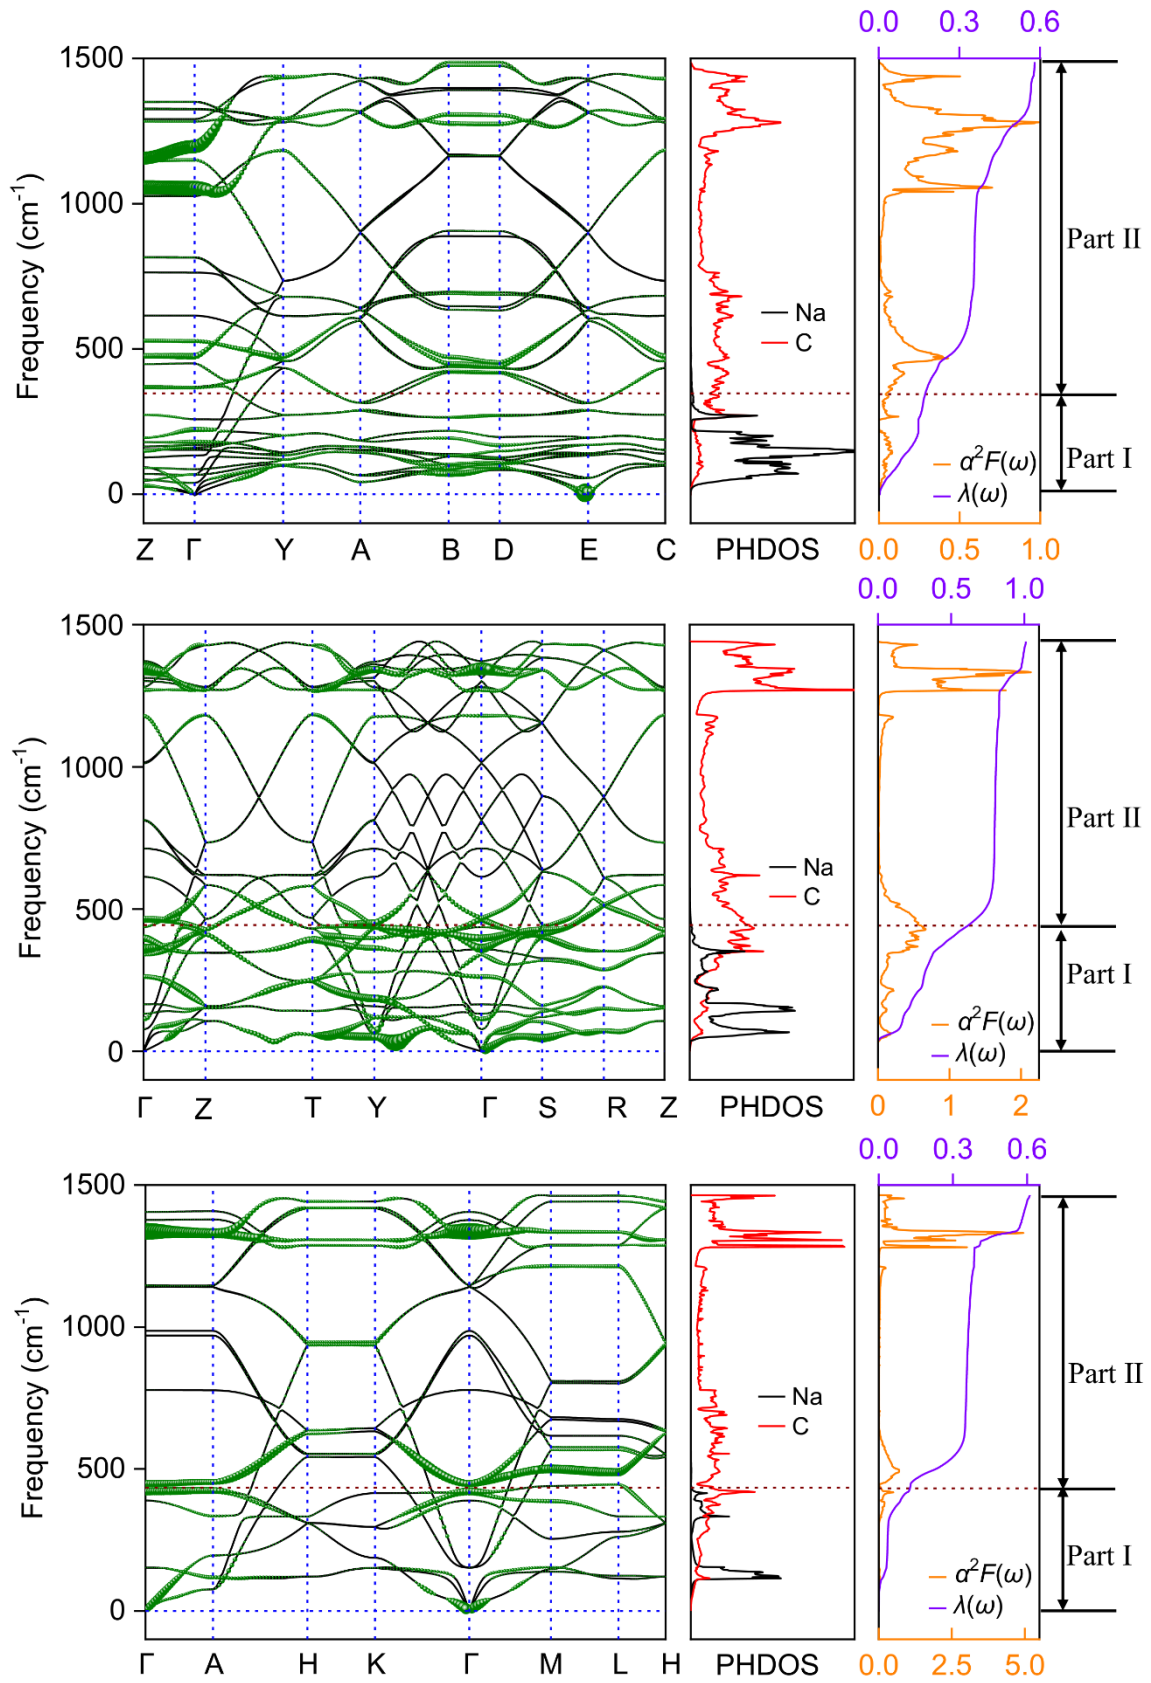 0.0 0.3 0.6
1500
1000
500
0
Frequency (cm⁻¹)
Na
C
α²F(ω)
λ(ω)
Part II
Part I
Z Γ Y A B D E C
PHDOS
0.0 0.5 1.0
0.0 0.5 1.0
1500
1000
500
0
Frequency (cm⁻¹)
Na
C
α²F(ω)
λ(ω)
Part II
Part I
Γ Z T Y Γ S R Z
PHDOS
0 1 2
0.0 0.3 0.6
1500
1000
500
0
Frequency (cm⁻¹)
Na
C
α²F(ω)
λ(ω)
Part II
Part I
Γ A H K Γ M L H
PHDOS
0.0 2.5 5.0